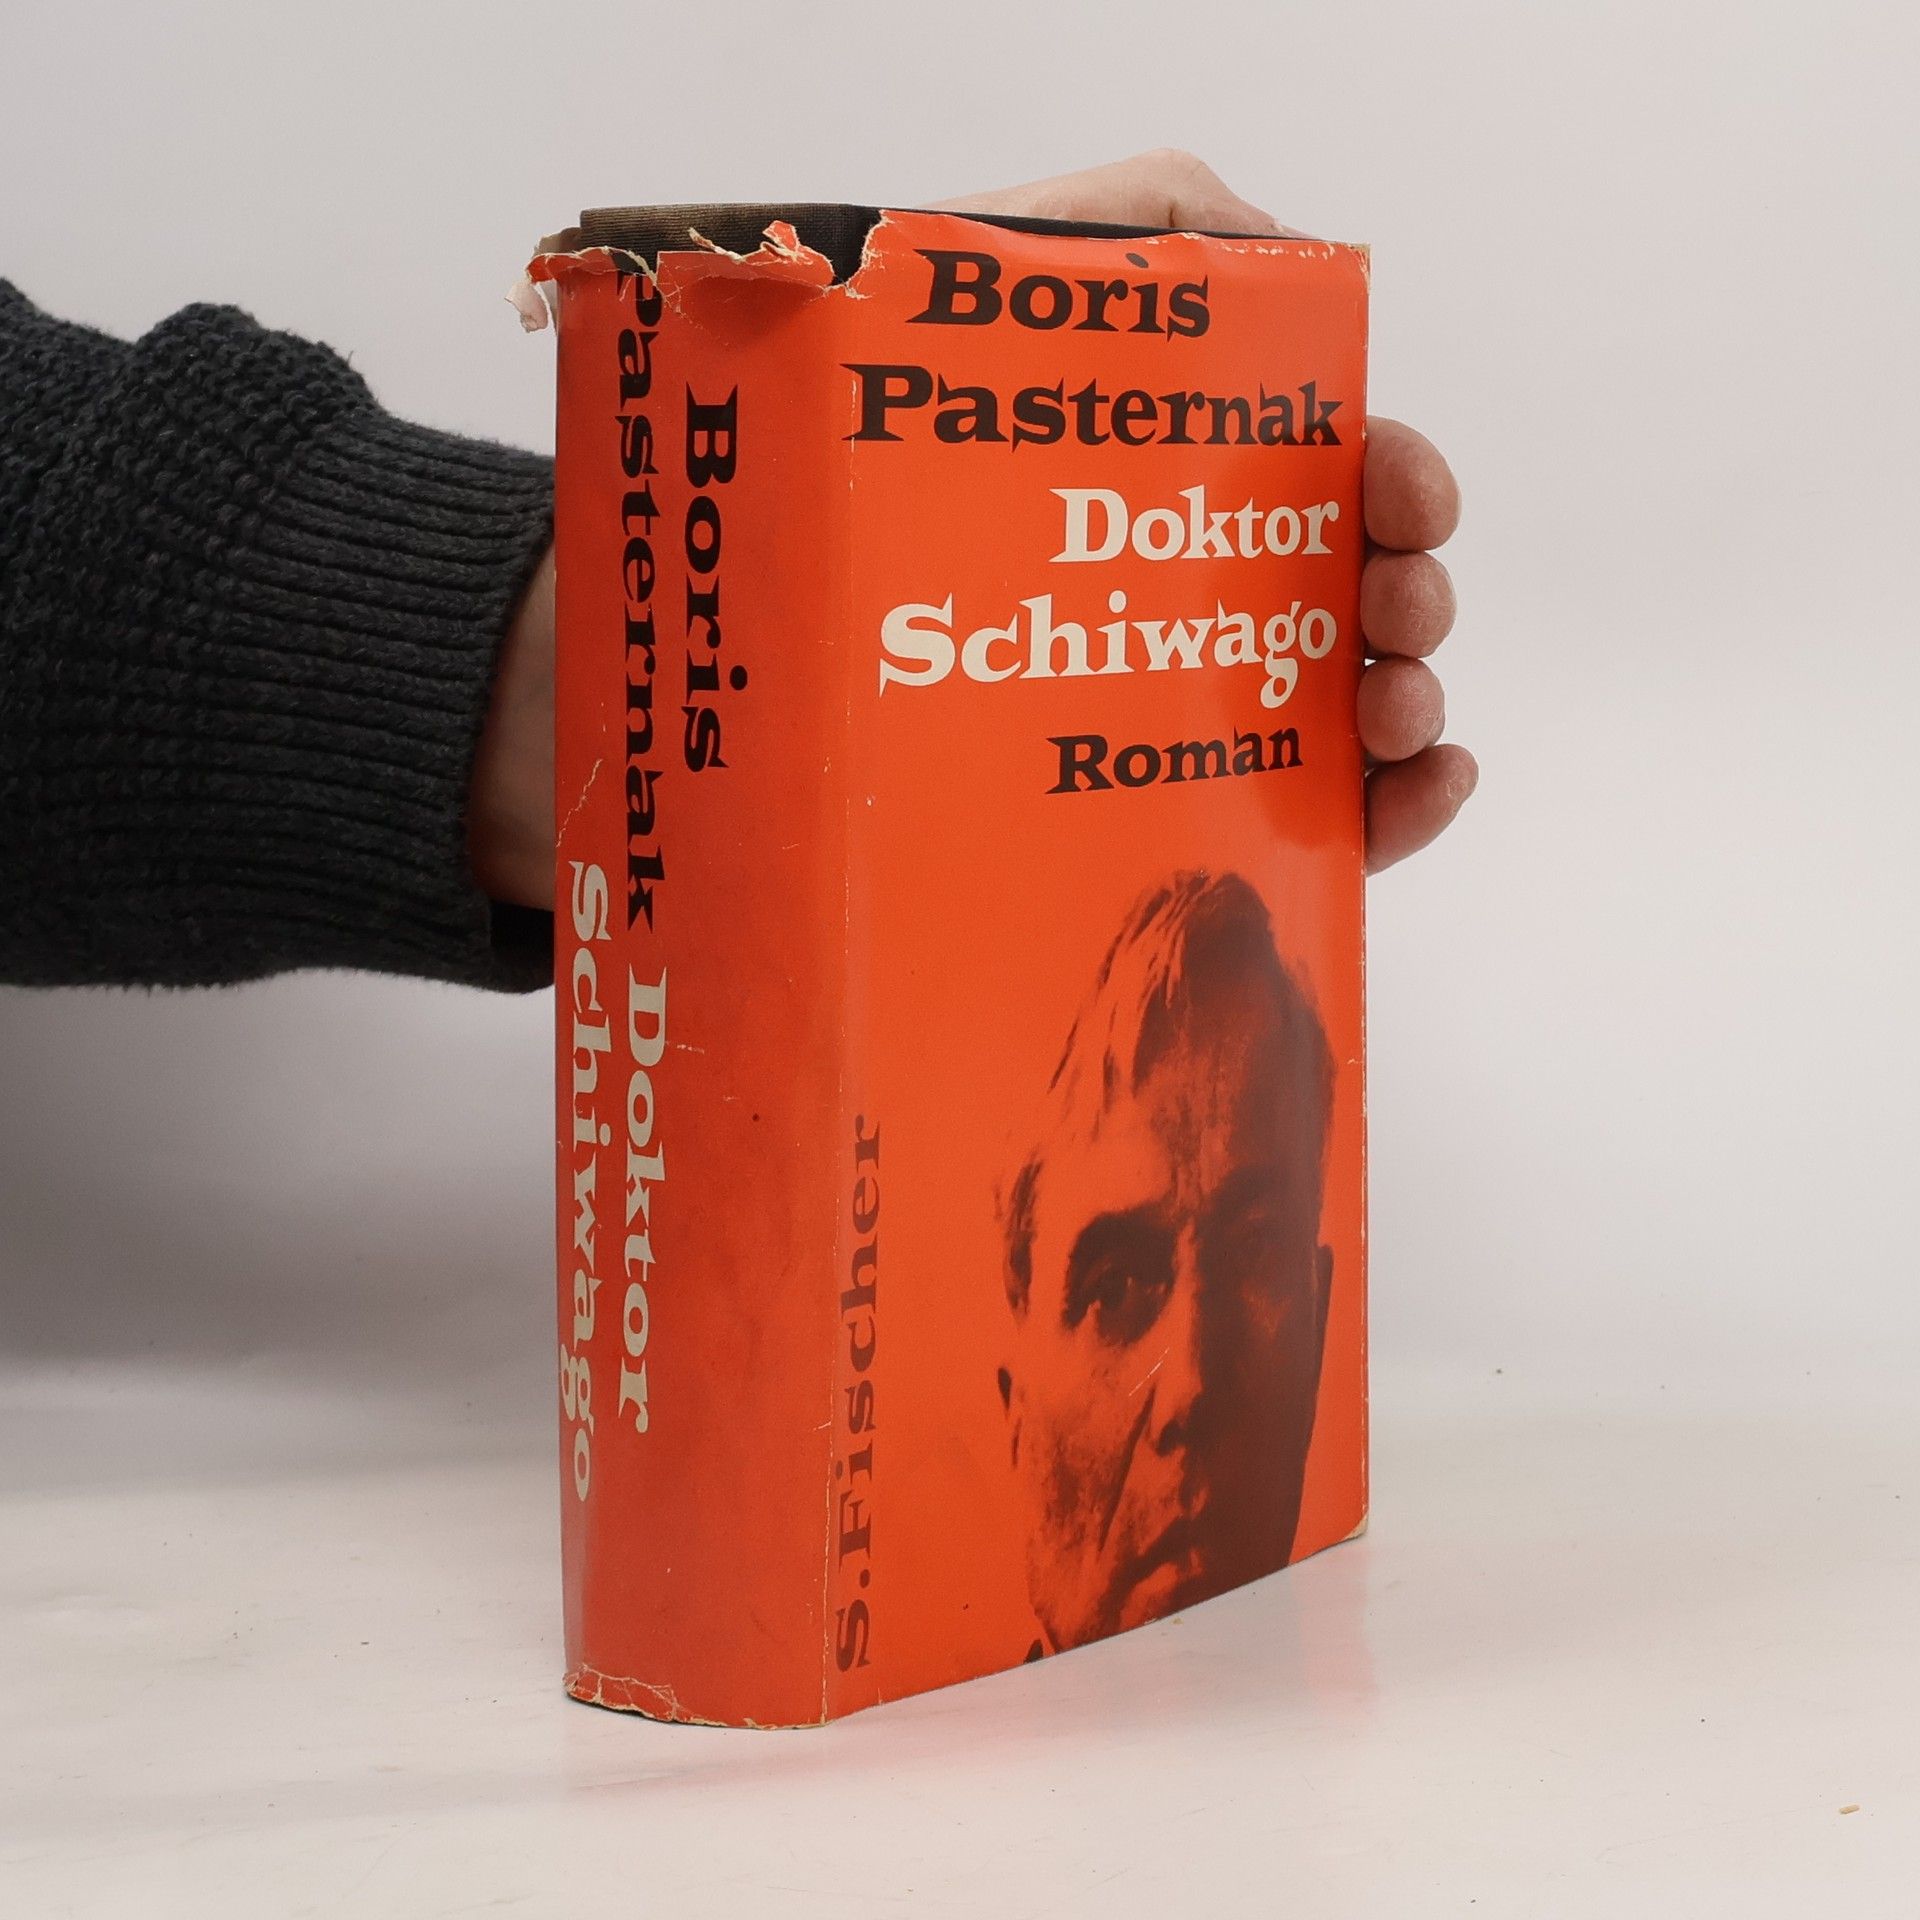 Boris
Pasternak
Doktor
Schiwago
Roman
S.Fischer
Boris
Pasternak Doktor
Schiwago